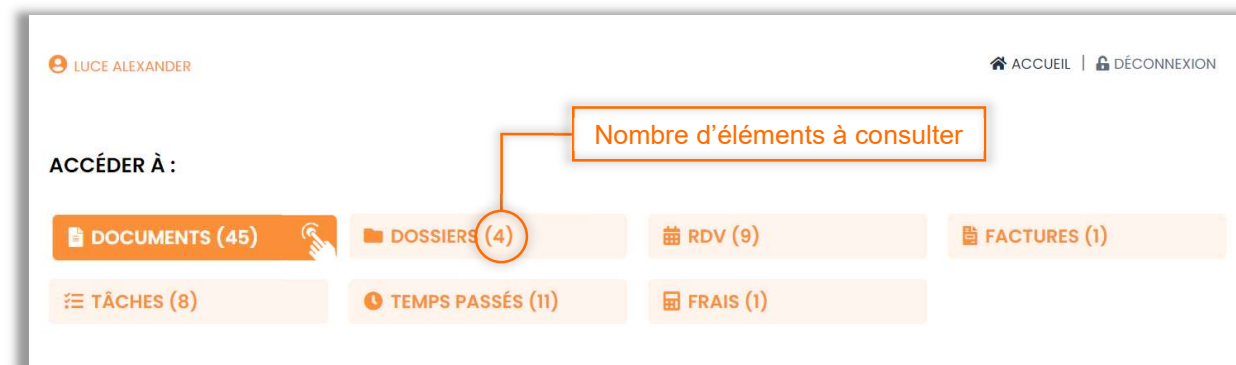 LUCE ALEXANDER
ACCUEIL | DÉCONNEXION
Nombre d'éléments à consulter
ACCÉDER À :
DOCUMENTS (45)
DOSSIERS (4)
RDV (9)
FACTURES (1)
TÂCHES (8)
TEMPS PASSÉS (11)
FRAIS (1)